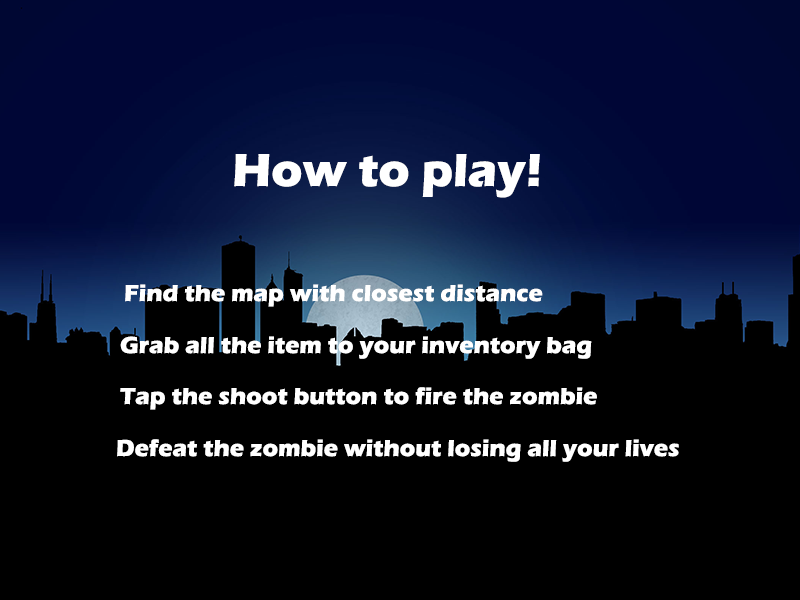 How to play!
Find the map with closest distance
Grab all the item to your inventory bag
Tap the shoot button to fire the zombie
Defeat the zombie without losing all your lives